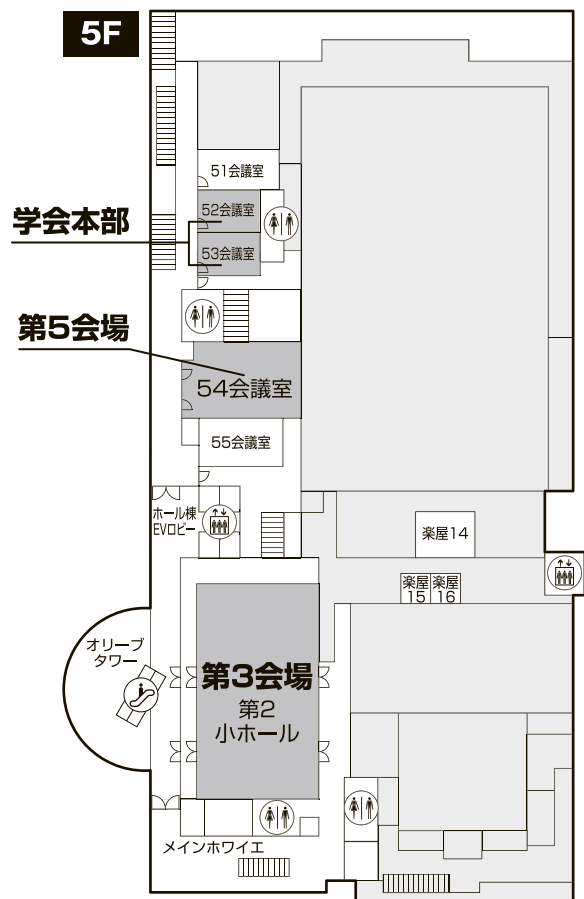 5F
51会議室
52会議室
学会本部
53会議室
第5会場
54会議室
55会議室
ホール棟
EVロビー
楽屋14
楽屋
15
楽屋
16
オリーブ
タワー
第3会場
第2
小ホール
メインホワイエ